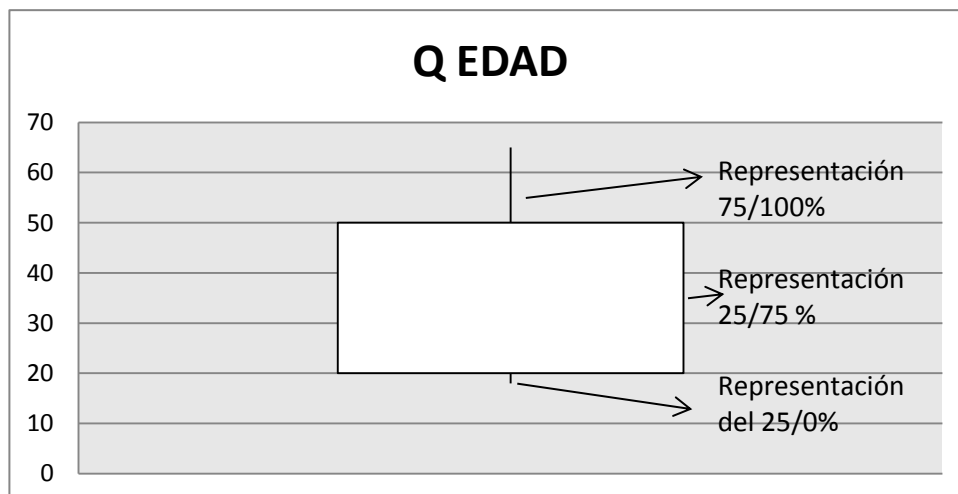 Q EDAD
70
60
50
40
30
20
10
0
Representación
75/100%
Representación
25/75 %
Representación
del 25/0%